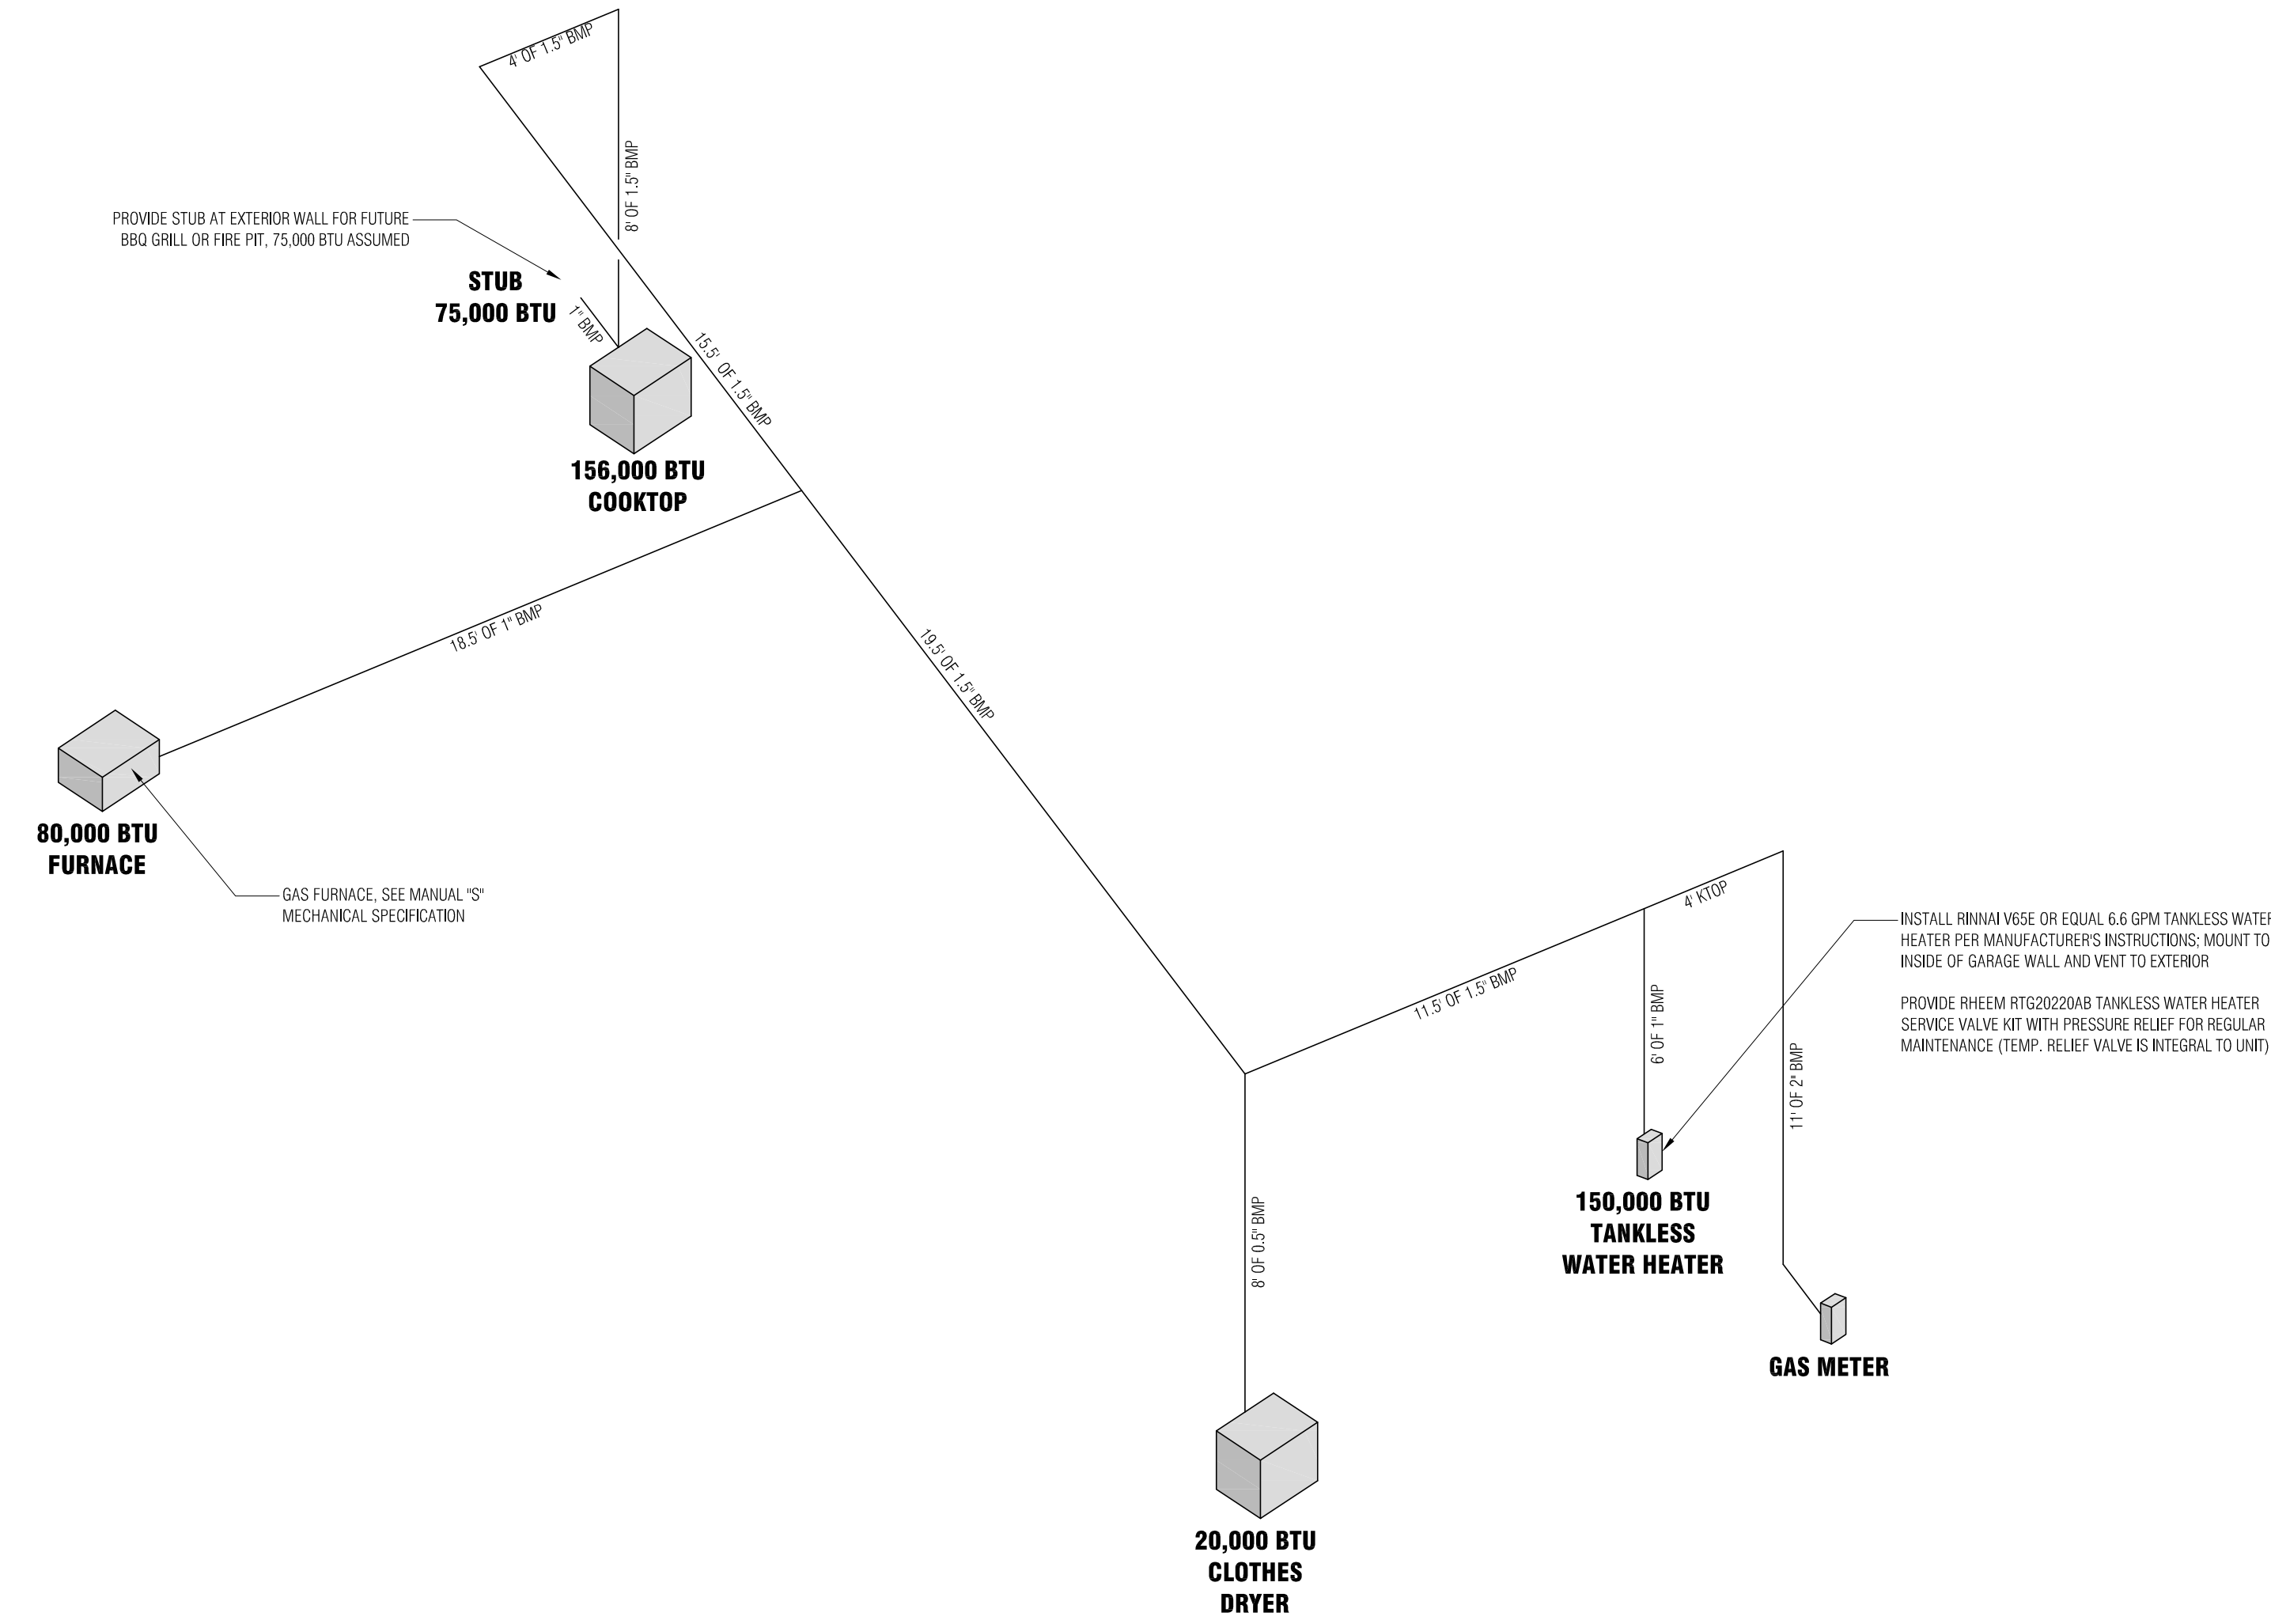 4' OF 1.5" BMP
8' OF 1.5" BMP
PROVIDE STUB AT EXTERIOR WALL FOR FUTURE
BBQ GRILL OR FIRE PIT, 75,000 BTU ASSUMED
STUB
75,000 BTU
1" BMP
15.5' OF 1.5" BMP
156,000 BTU
COOKTOP
18.5' OF 1" BMP
19.5' OF 1.5" BMP
80,000 BTU
FURNACE
GAS FURNACE, SEE MANUAL "S"
MECHANICAL SPECIFICATION
4' KTOP
11.5' OF 1.5" BMP
6' OF 1" BMP
11' OF 2" BMP
INSTALL RINNAI V65E OR EQUAL 6.6 GPM TANKLESS WATER
HEATER PER MANUFACTURER'S INSTRUCTIONS; MOUNT TO
INSIDE OF GARAGE WALL AND VENT TO EXTERIOR
PROVIDE RHEEM RTG20220AB TANKLESS WATER HEATER
SERVICE VALVE KIT WITH PRESSURE RELIEF FOR REGULAR
MAINTENANCE (TEMP. RELIEF VALVE IS INTEGRAL TO UNIT)
150,000 BTU
TANKLESS
WATER HEATER
8' OF 0.5" BMP
GAS METER
20,000 BTU
CLOTHES
DRYER